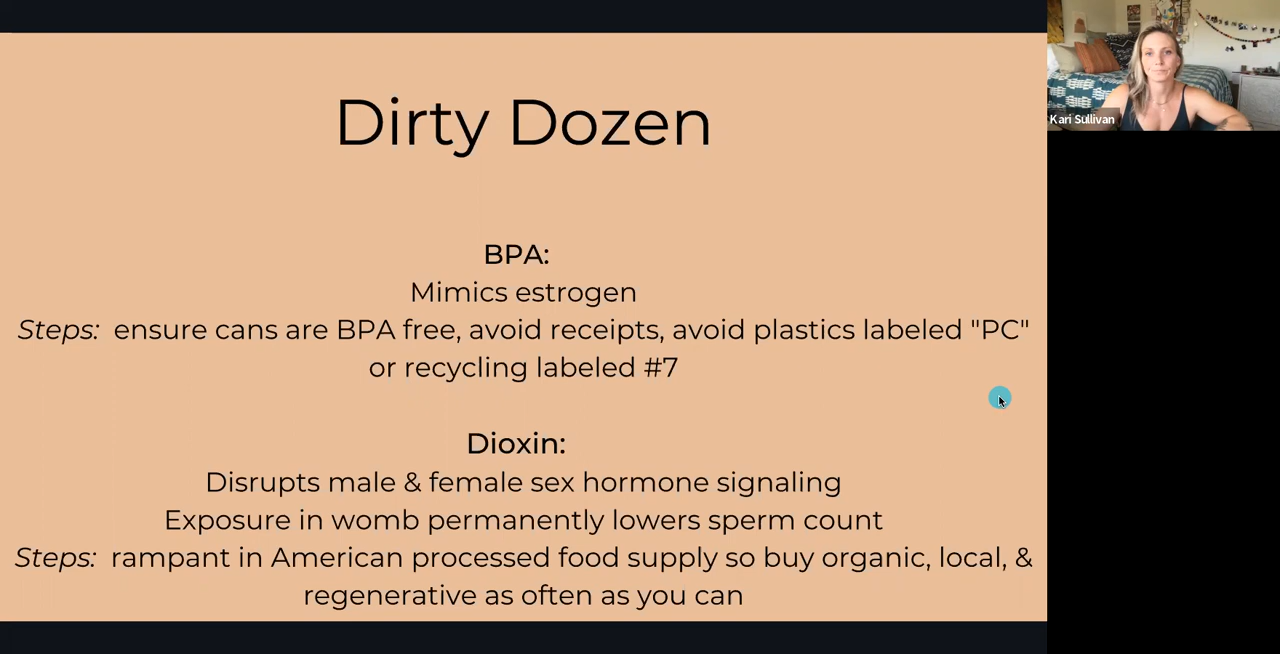 Dirty Dozen
BPA:
Mimics estrogen
Steps: ensure cans are BPA free, avoid receipts, avoid plastics labeled "PC"
or recycling labeled #7
Dioxin:
Disrupts male & female sex hormone signaling
Exposure in womb permanently lowers sperm count
Steps: rampant in American processed food supply so buy organic, local, &
regenerative as often as you can
Kari Sullivan